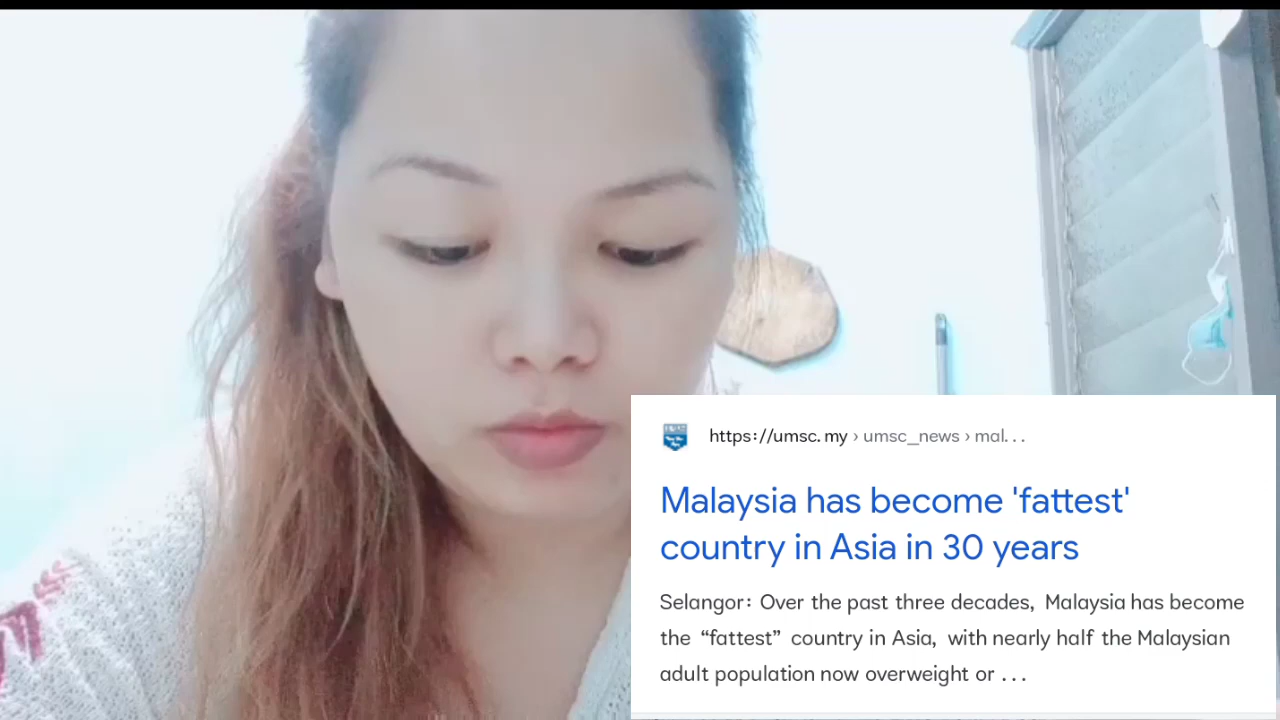 https://umsc.my › umsc_news › mal...
Malaysia has become 'fattest'
country in Asia in 30 years
Selangor: Over the past three decades, Malaysia has become
the “fattest” country in Asia, with nearly half the Malaysian
adult population now overweight or ...